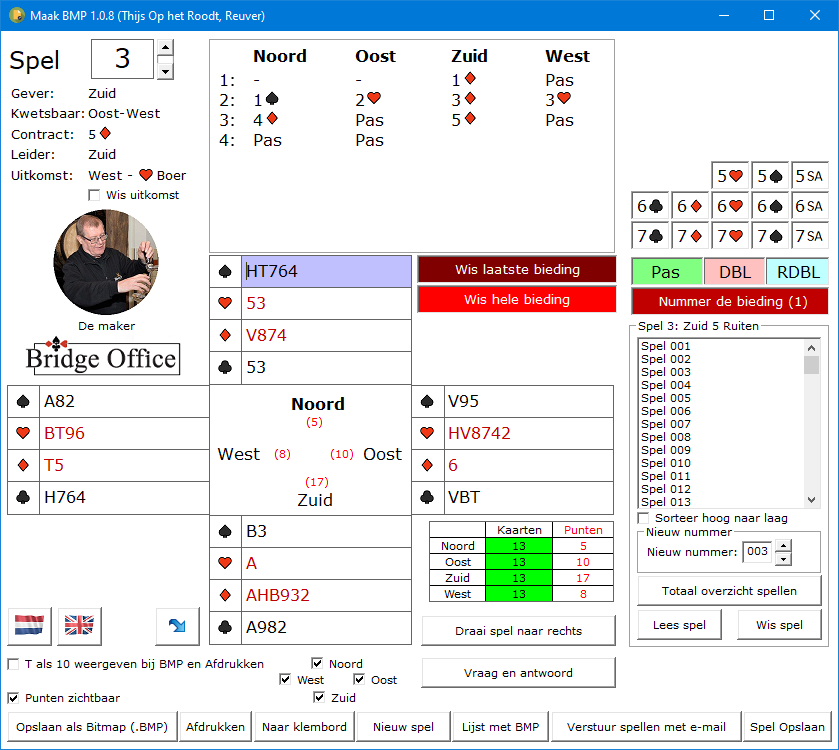 Maak BMP 1.0.8 (Thijs Op het Roodt, Reuver)
Spel 3
Gever: Zuid
Kwetsbaar: Oost-West
Contract: 5♦
Leider: Zuid
Uitkomst: West - ♥ Boer
Wis uitkomst
De maker
Bridge Office
Noord Oost Zuid West
1: - - 1♦ Pas
2: 1♠ 2♥ 3♦ 3♥
3: 4♦ Pas 5♦ Pas
4: Pas Pas
5♥ 5♠ 5SA
6♣ 6♦ 6♥ 6♠ 6SA
7♣ 7♦ 7♥ 7♠ 7SA
Pas DBL RDBL
Nummer de bieding (1)
Wis laatste bieding
Wis hele bieding
♠ HT764
♥ 53
♦ V874
♣ 53
♠ A82
♥ BT96
♦ T5
♣ H764
Noord
(5)
West (8) (10) Oost
(17)
Zuid
♠ V95
♥ HV8742
♦ 6
♣ VBT
♠ B3
♥ A
♦ AHB932
♣ A982
Kaarten Punten
Noord 13 5
Oost 13 10
Zuid 13 17
West 13 8
Draai spel naar rechts
Vraag en antwoord
Spel 3: Zuid 5 Ruiten
Spel 001
Spel 002
Spel 003
Spel 004
Spel 005
Spel 006
Spel 007
Spel 008
Spel 009
Spel 010
Spel 011
Spel 012
Spel 013
Sorteer hoog naar laag
Nieuw nummer
Nieuw nummer: 003
Totaal overzicht spellen
Lees spel Wis spel
T als 10 weergeven bij BMP en Afdrukken
Noord
West Oost
Zuid
Punten zichtbaar
Opslaan als Bitmap (.BMP) Afdrukken Naar klembord Nieuw spel Lijst met BMP Verstuur spellen met e-mail Spel Opslaan